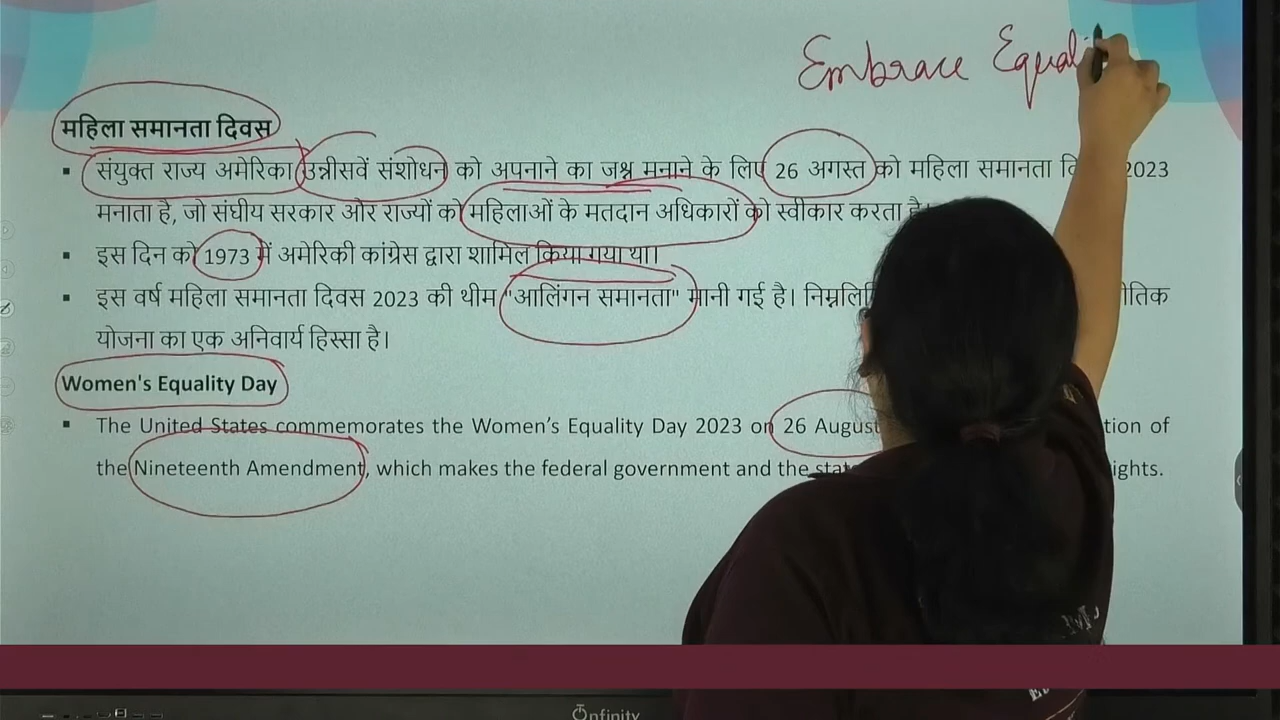 Embrace Equali
महिला समानता दिवस
▪ संयुक्त राज्य अमेरिका उन्नीसवें संशोधन को अपनाने का जश्न मनाने के लिए 26 अगस्त को महिला समानता 2023
मनाता है, जो संघीय सरकार और राज्यों को महिलाओं के मतदान अधिकारों को स्वीकार करता है।
▪ इस दिन को 1973 में अमेरिकी कांग्रेस द्वारा शामिल किया गया था।
▪ इस वर्ष महिला समानता दिवस 2023 की थीम "आलिंगन समानता" मानी गई है।
योजना का एक अनिवार्य हिस्सा है।
Women's Equality Day
▪ The United States commemorates the Women's Equality Day 2023 on 26 August of
the Nineteenth Amendment, which makes the federal government and the
Onfinity